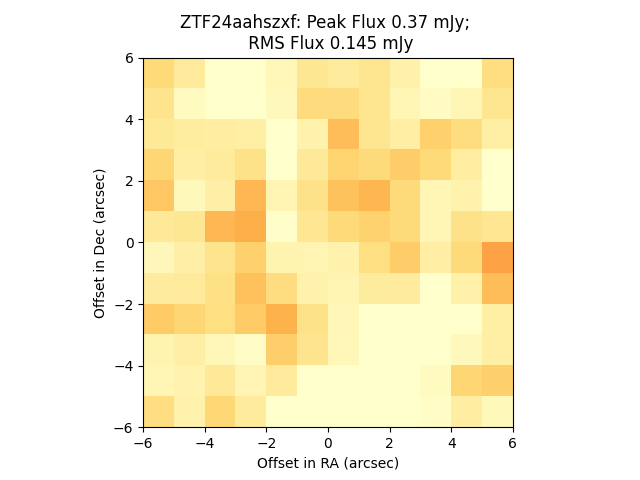 ZTF24aahszxf: Peak Flux 0.37 mJy;
RMS Flux 0.145 mJy
6
4
2
0
−2
−4
−6
Offset in Dec (arcsec)
−6 −4 −2 0 2 4 6
Offset in RA (arcsec)